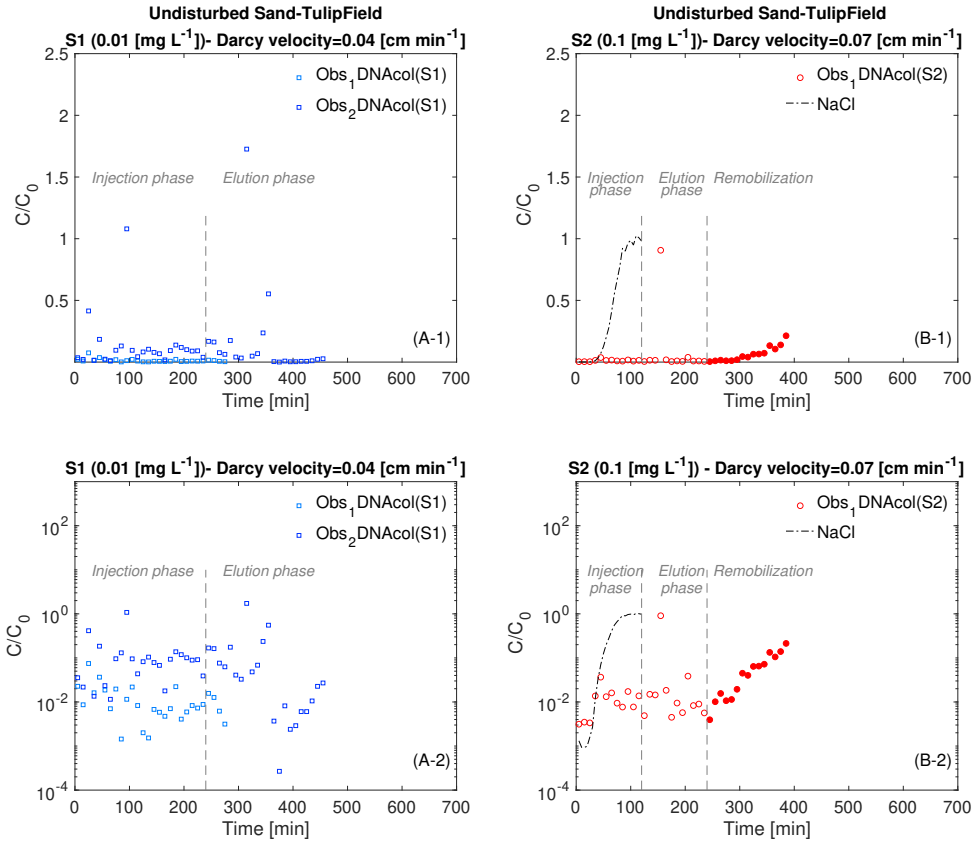 Undisturbed Sand-TulipField
S1 (0.01 [mg L⁻¹])- Darcy velocity=0.04 [cm min⁻¹]
2.5
2
1.5
1
0.5
0
C/C₀
Obs₁DNAcol(S1)
Obs₂DNAcol(S1)
Injection phase
Elution phase
(A-1)
0 100 200 300 400 500 600 700
Time [min]
Undisturbed Sand-TulipField
S2 (0.1 [mg L⁻¹])- Darcy velocity=0.07 [cm min⁻¹]
2.5
2
1.5
1
0.5
0
C/C₀
Obs₁DNAcol(S2)
NaCl
Injection phase
Elution phase
Remobilization
(B-1)
0 100 200 300 400 500 600 700
Time [min]
S1 (0.01 [mg L⁻¹])- Darcy velocity=0.04 [cm min⁻¹]
10²
10⁰
10⁻²
10⁻⁴
C/C₀
Obs₁DNAcol(S1)
Obs₂DNAcol(S1)
Injection phase
Elution phase
(A-2)
0 100 200 300 400 500 600 700
Time [min]
S2 (0.1 [mg L⁻¹]) - Darcy velocity=0.07 [cm min⁻¹]
10²
10⁰
10⁻²
10⁻⁴
C/C₀
Obs₁DNAcol(S2)
NaCl
Injection phase
Elution phase
Remobilization
(B-2)
0 100 200 300 400 500 600 700
Time [min]